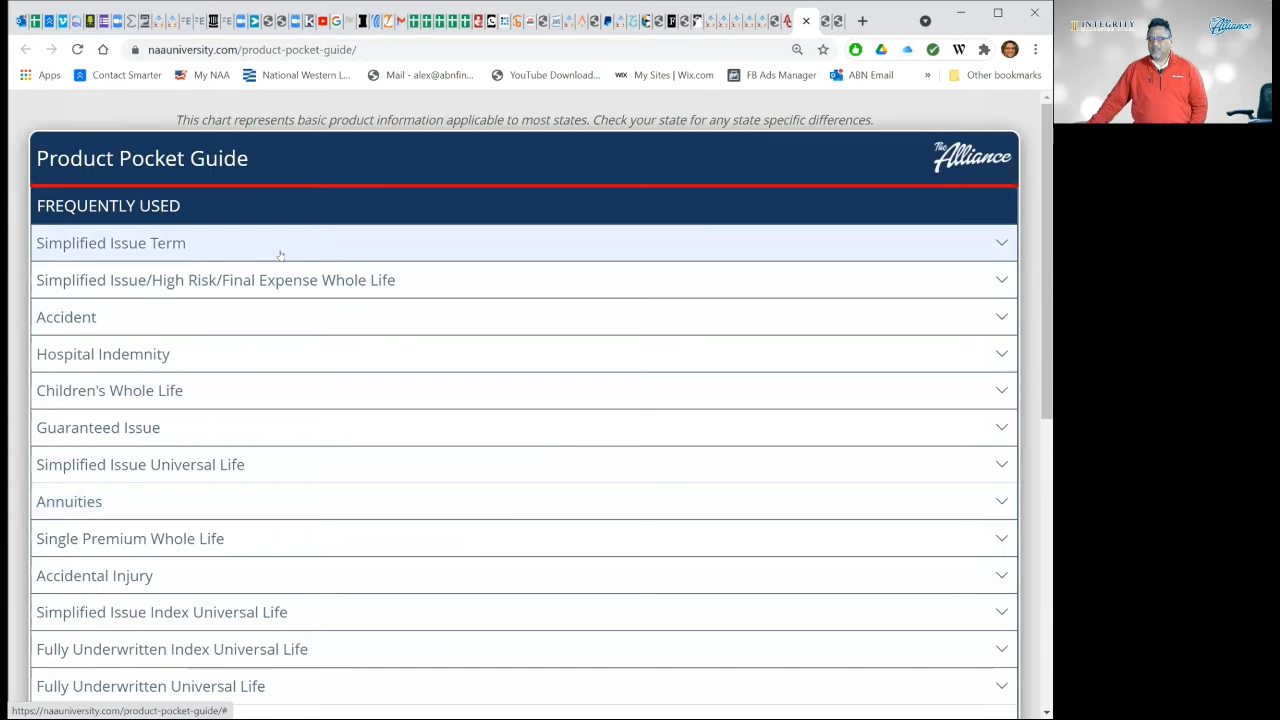 naauniversity.com/product-pocket-guide/
Apps
Contact Smarter
My NAA
National Western L...
Mail - alex@abnfin...
YouTube Download...
WIX My Sites | Wix.com
FB Ads Manager
ABN Email
»
Other bookmarks
INTEGRITY
Alliance
This chart represents basic product information applicable to most states. Check your state for any state specific differences.
Product Pocket Guide
The Alliance
FREQUENTLY USED
Simplified Issue Term
Simplified Issue/High Risk/Final Expense Whole Life
Accident
Hospital Indemnity
Children's Whole Life
Guaranteed Issue
Simplified Issue Universal Life
Annuities
Single Premium Whole Life
Accidental Injury
Simplified Issue Index Universal Life
Fully Underwritten Index Universal Life
Fully Underwritten Universal Life
https://naauniversity.com/product-pocket-guide/#